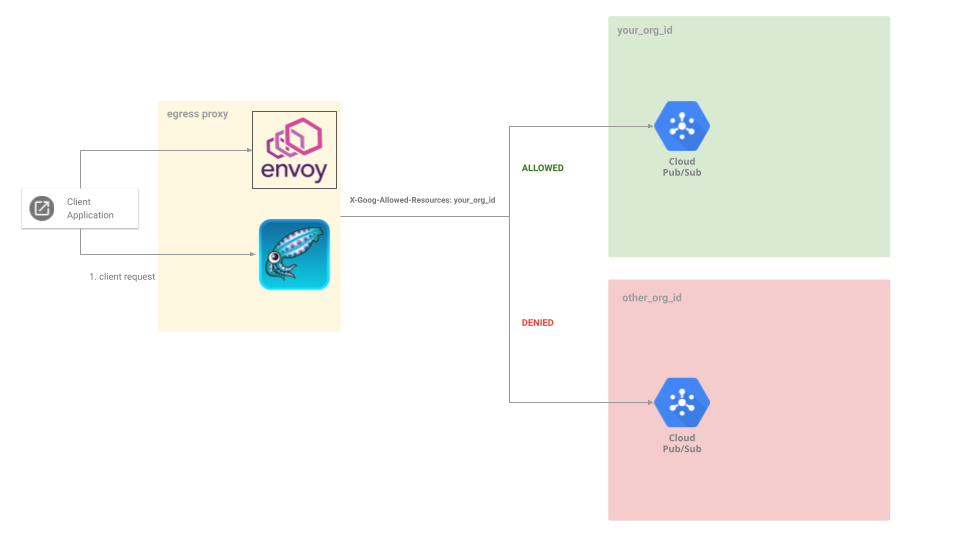 your_org_id
egress proxy
envoy
Client
Application
1. client request
X-Goog-Allowed-Resources: your_org_id
ALLOWED
Cloud
Pub/Sub
other_org_id
DENIED
Cloud
Pub/Sub